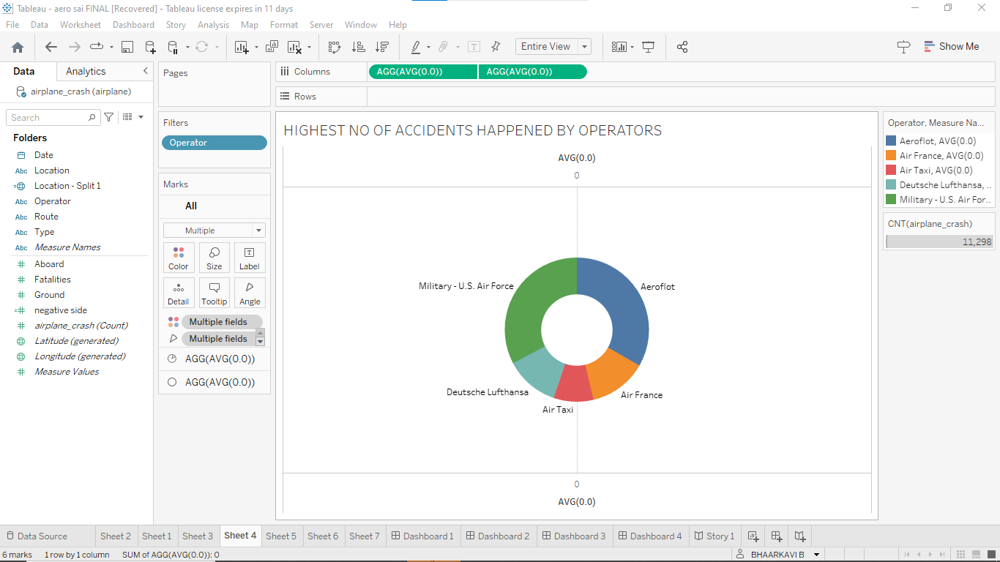 Tableau - aero sai FINAL [Recovered] - Tableau license expires in 11 days
File Data Worksheet Dashboard Story Analysis Map Format Server Window Help
Entire View
Show Me
Data Analytics
airplane_crash (airplane)
Search
Folders
Date
Abc Location
Location - Split 1
Abc Operator
Abc Route
Abc Type
Abc Measure Names
Aboard
Fatalities
Ground
negative side
airplane_crash (Count)
Latitude (generated)
Longitude (generated)
Measure Values
Pages
Filters
Operator
Marks
All
Multiple
Color Size Label
Detail Tooltip Angle
Multiple fields
Multiple fields
AGG(AVG(0.0))
AGG(AVG(0.0))
Columns AGG(AVG(0.0)) AGG(AVG(0.0))
Rows
HIGHEST NO OF ACCIDENTS HAPPENED BY OPERATORS
AVG(0.0)
0
Military - U.S. Air Force
Aeroflot
Deutsche Lufthansa
Air France
Air Taxi
0
AVG(0.0)
Operator, Measure Na...
Aeroflot, AVG(0.0)
Air France, AVG(0.0)
Air Taxi, AVG(0.0)
Deutsche Lufthansa, ..
Military - U.S. Air For..
CNT(airplane_crash)
11,298
Data Source Sheet 2 Sheet 1 Sheet 3 Sheet 4 Sheet 5 Sheet 6 Sheet 7 Dashboard 1 Dashboard 2 Dashboard 3 Dashboard 4 Story 1
6 marks 1 row by 1 column SUM of AGG(AVG(0.0)): 0 BHAARKAVI B